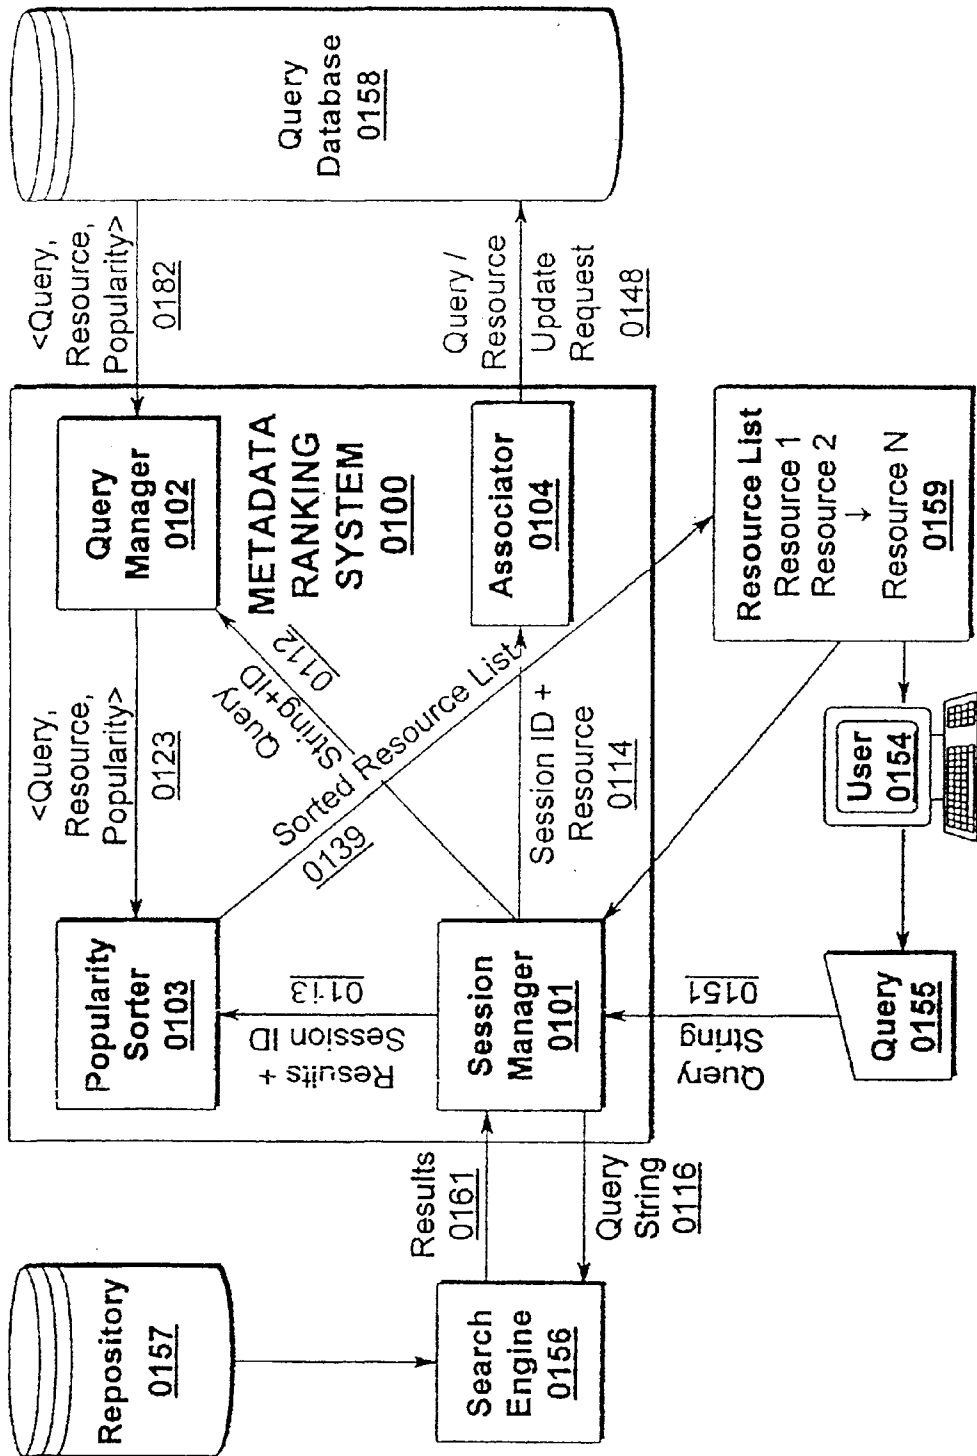 Repository
0157
Search
Engine
0156
Results
0161
Query
String
0116
Popularity
Sorter
0103
Results +
Session ID
0113
Session
Manager
0101
<Query,
Resource,
Popularity>
0123
Query
String+ID
0112
Sorted Resource List
0139
Session ID +
Resource
0114
Query
Manager
0102
METADATA
RANKING
SYSTEM
0100
Associator
0104
<Query,
Resource,
Popularity>
0182
Query /
Resource
Update
Request
0148
Query
Database
0158
Query
String
0151
Query
0155
User
0154
Resource List
Resource 1
Resource 2
→
Resource N
0159